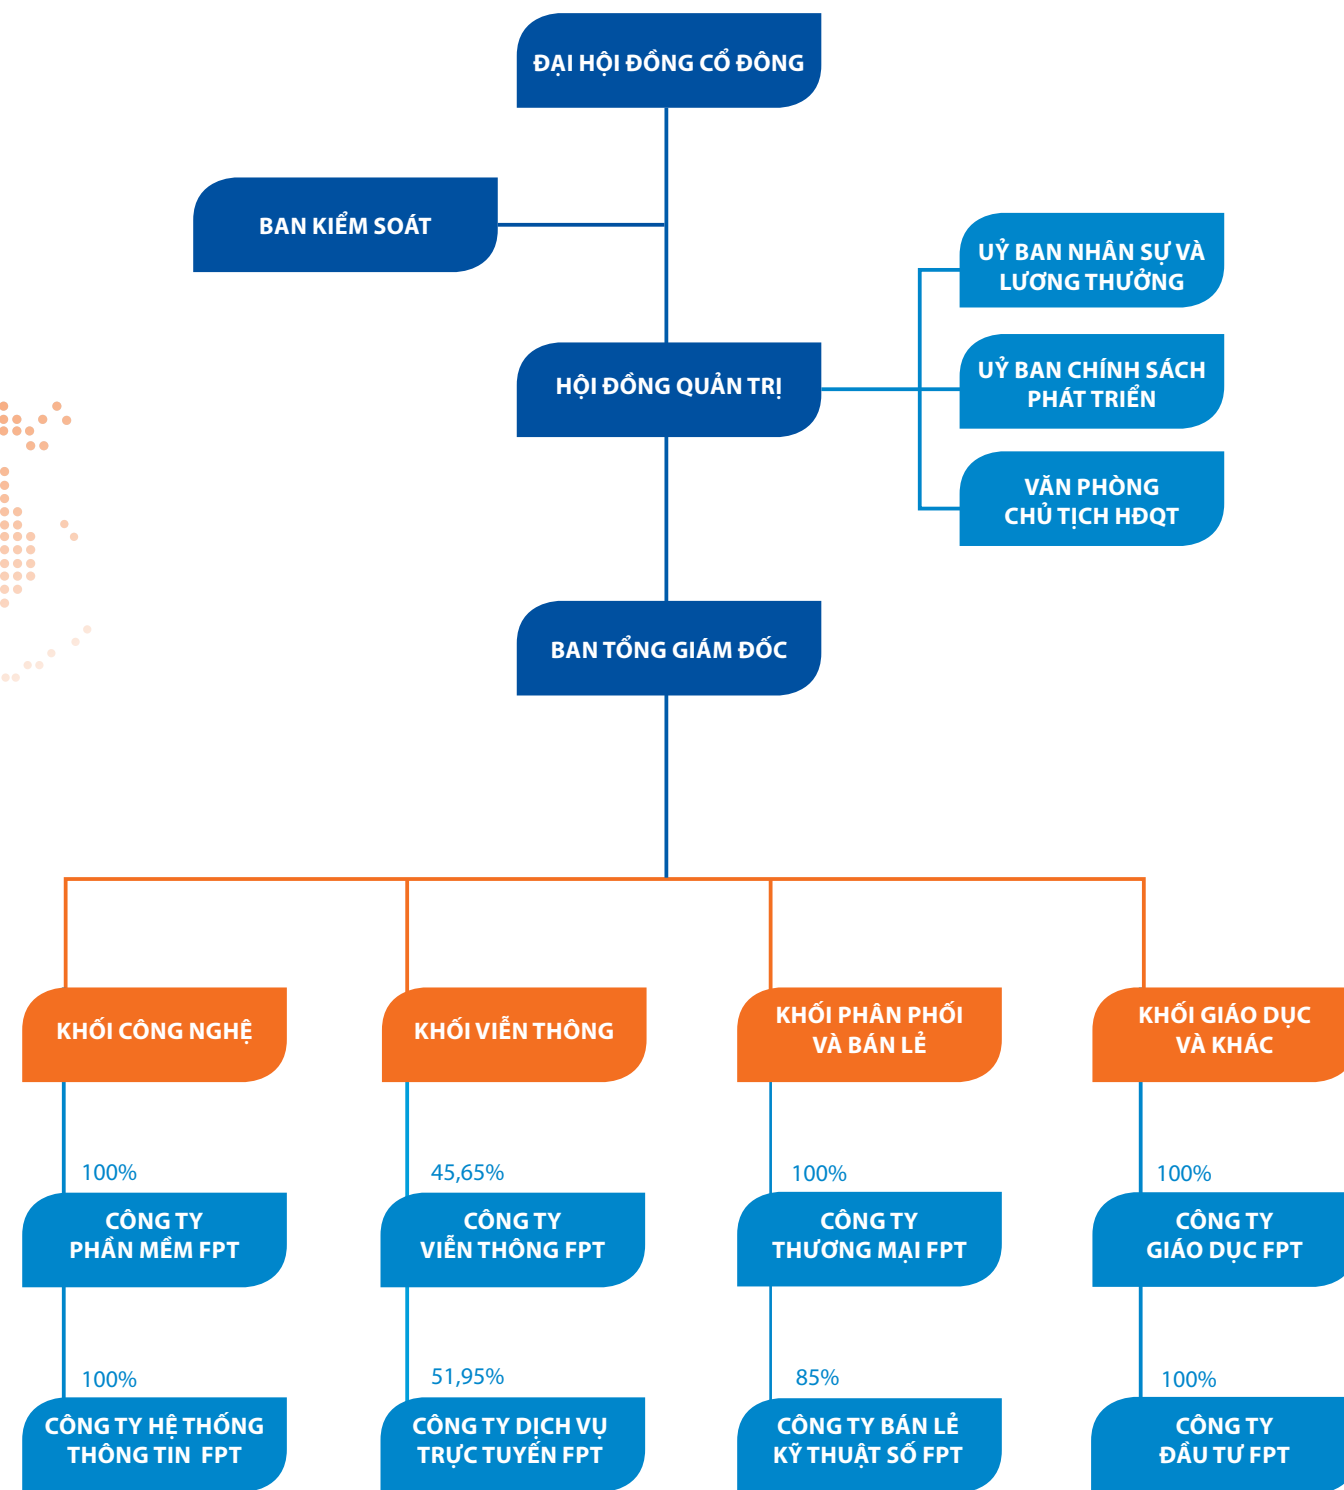 ĐẠI HỘI ĐỒNG CỔ ĐÔNG
BAN KIỂM SOÁT
UỶ BAN NHÂN SỰ VÀ
LƯƠNG THƯỞNG
HỘI ĐỒNG QUẢN TRỊ
UỶ BAN CHÍNH SÁCH
PHÁT TRIỂN
VĂN PHÒNG
CHỦ TỊCH HĐQT
BAN TỔNG GIÁM ĐỐC
KHỐI CÔNG NGHỆ
KHỐI VIỄN THÔNG
KHỐI PHÂN PHỐI
VÀ BÁN LẺ
KHỐI GIÁO DỤC
VÀ KHÁC
100%
45,65%
100%
100%
CÔNG TY
PHẦN MỀM FPT
CÔNG TY
VIỄN THÔNG FPT
CÔNG TY
THƯƠNG MẠI FPT
CÔNG TY
GIÁO DỤC FPT
100%
51,95%
85%
100%
CÔNG TY HỆ THỐNG
THÔNG TIN FPT
CÔNG TY DỊCH VỤ
TRỰC TUYẾN FPT
CÔNG TY BÁN LẺ
KỸ THUẬT SỐ FPT
CÔNG TY
ĐẦU TƯ FPT